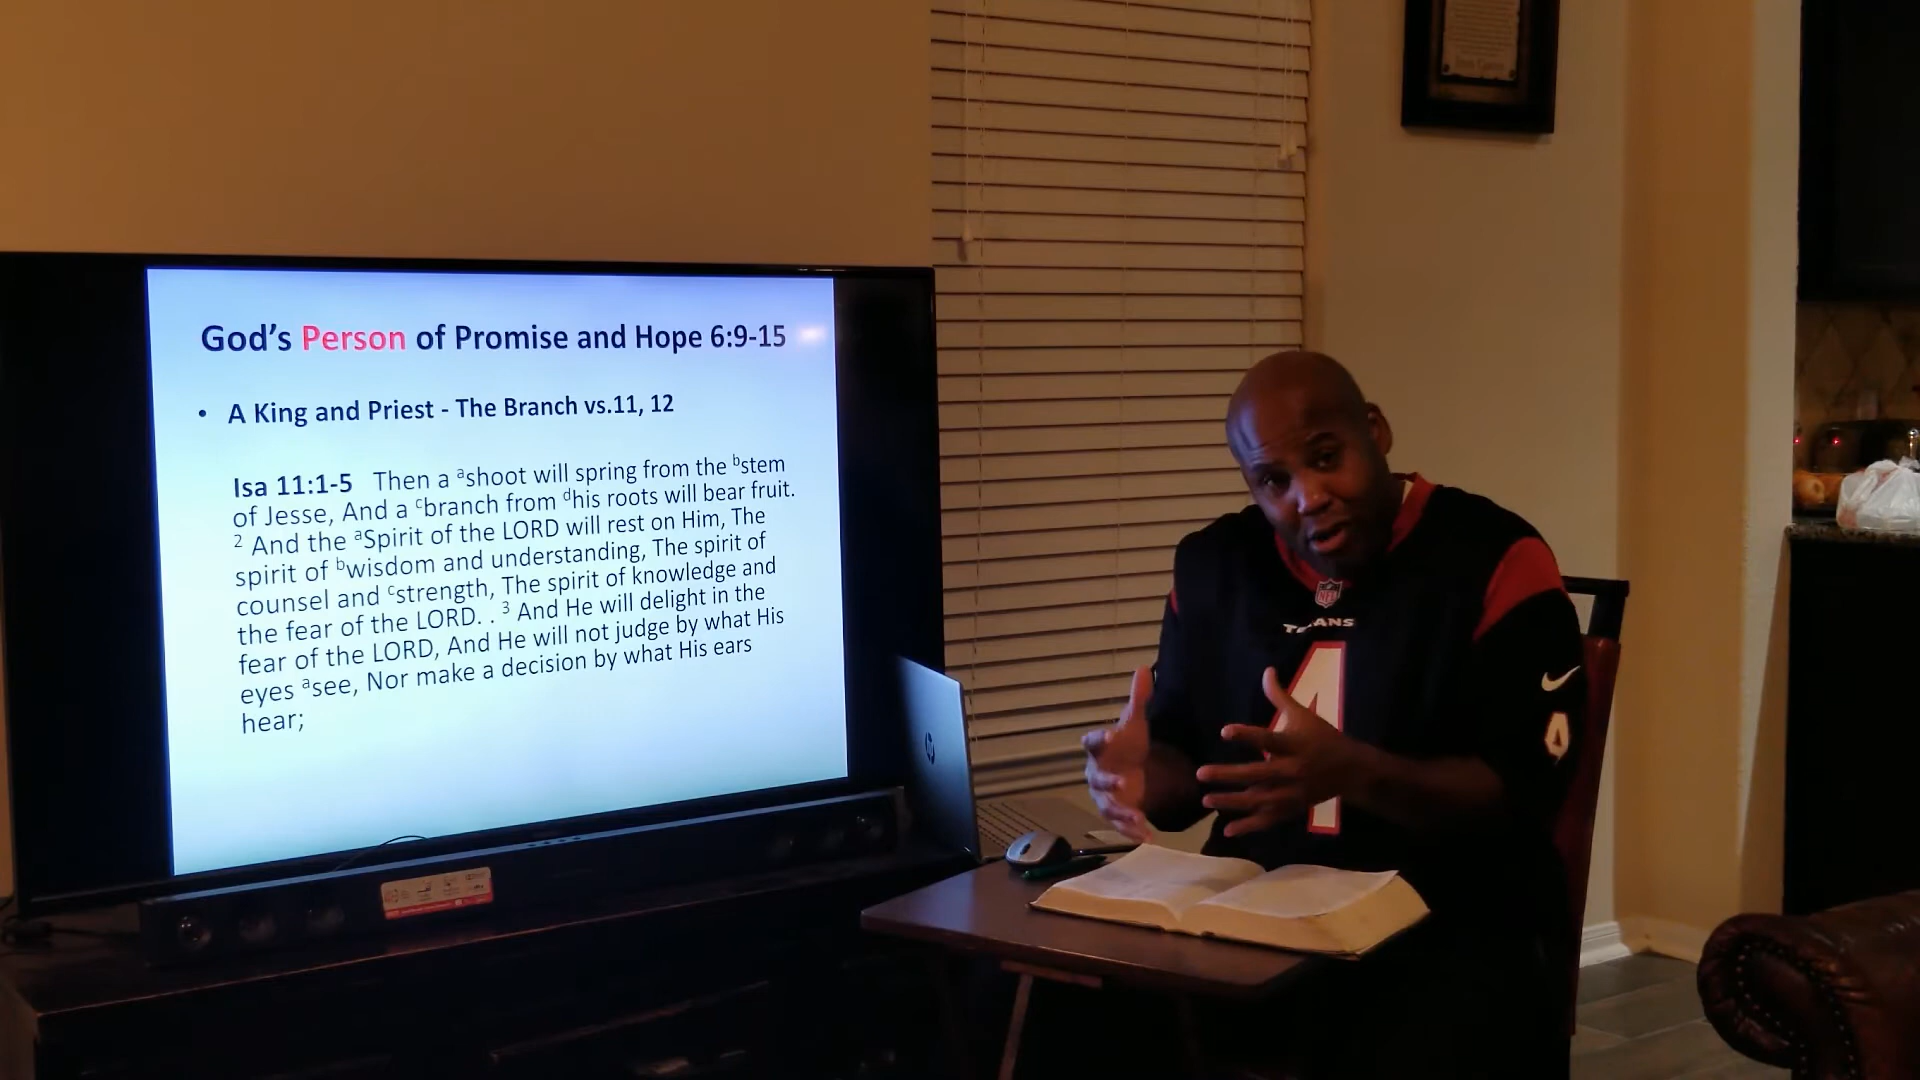 God's Person of Promise and Hope 6:9-15
• A King and Priest - The Branch vs.11, 12
Isa 11:1-5 Then a ashoot will spring from the bstem
of Jesse, And a cbranch from dhis roots will bear fruit.
2 And the aSpirit of the LORD will rest on Him, The
spirit of bwisdom and understanding, The spirit of
counsel and cstrength, The spirit of knowledge and
the fear of the LORD. . 3 And He will delight in the
fear of the LORD, And He will not judge by what His
eyes asee, Nor make a decision by what His ears
hear;
hp
NFL
TEXANS
4
4